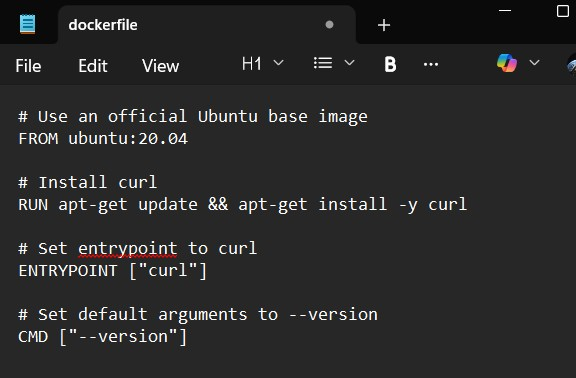 dockerfile
File Edit View H1 B ...
# Use an official Ubuntu base image
FROM ubuntu:20.04
# Install curl
RUN apt-get update && apt-get install -y curl
# Set entrypoint to curl
ENTRYPOINT ["curl"]
# Set default arguments to --version
CMD ["--version"]